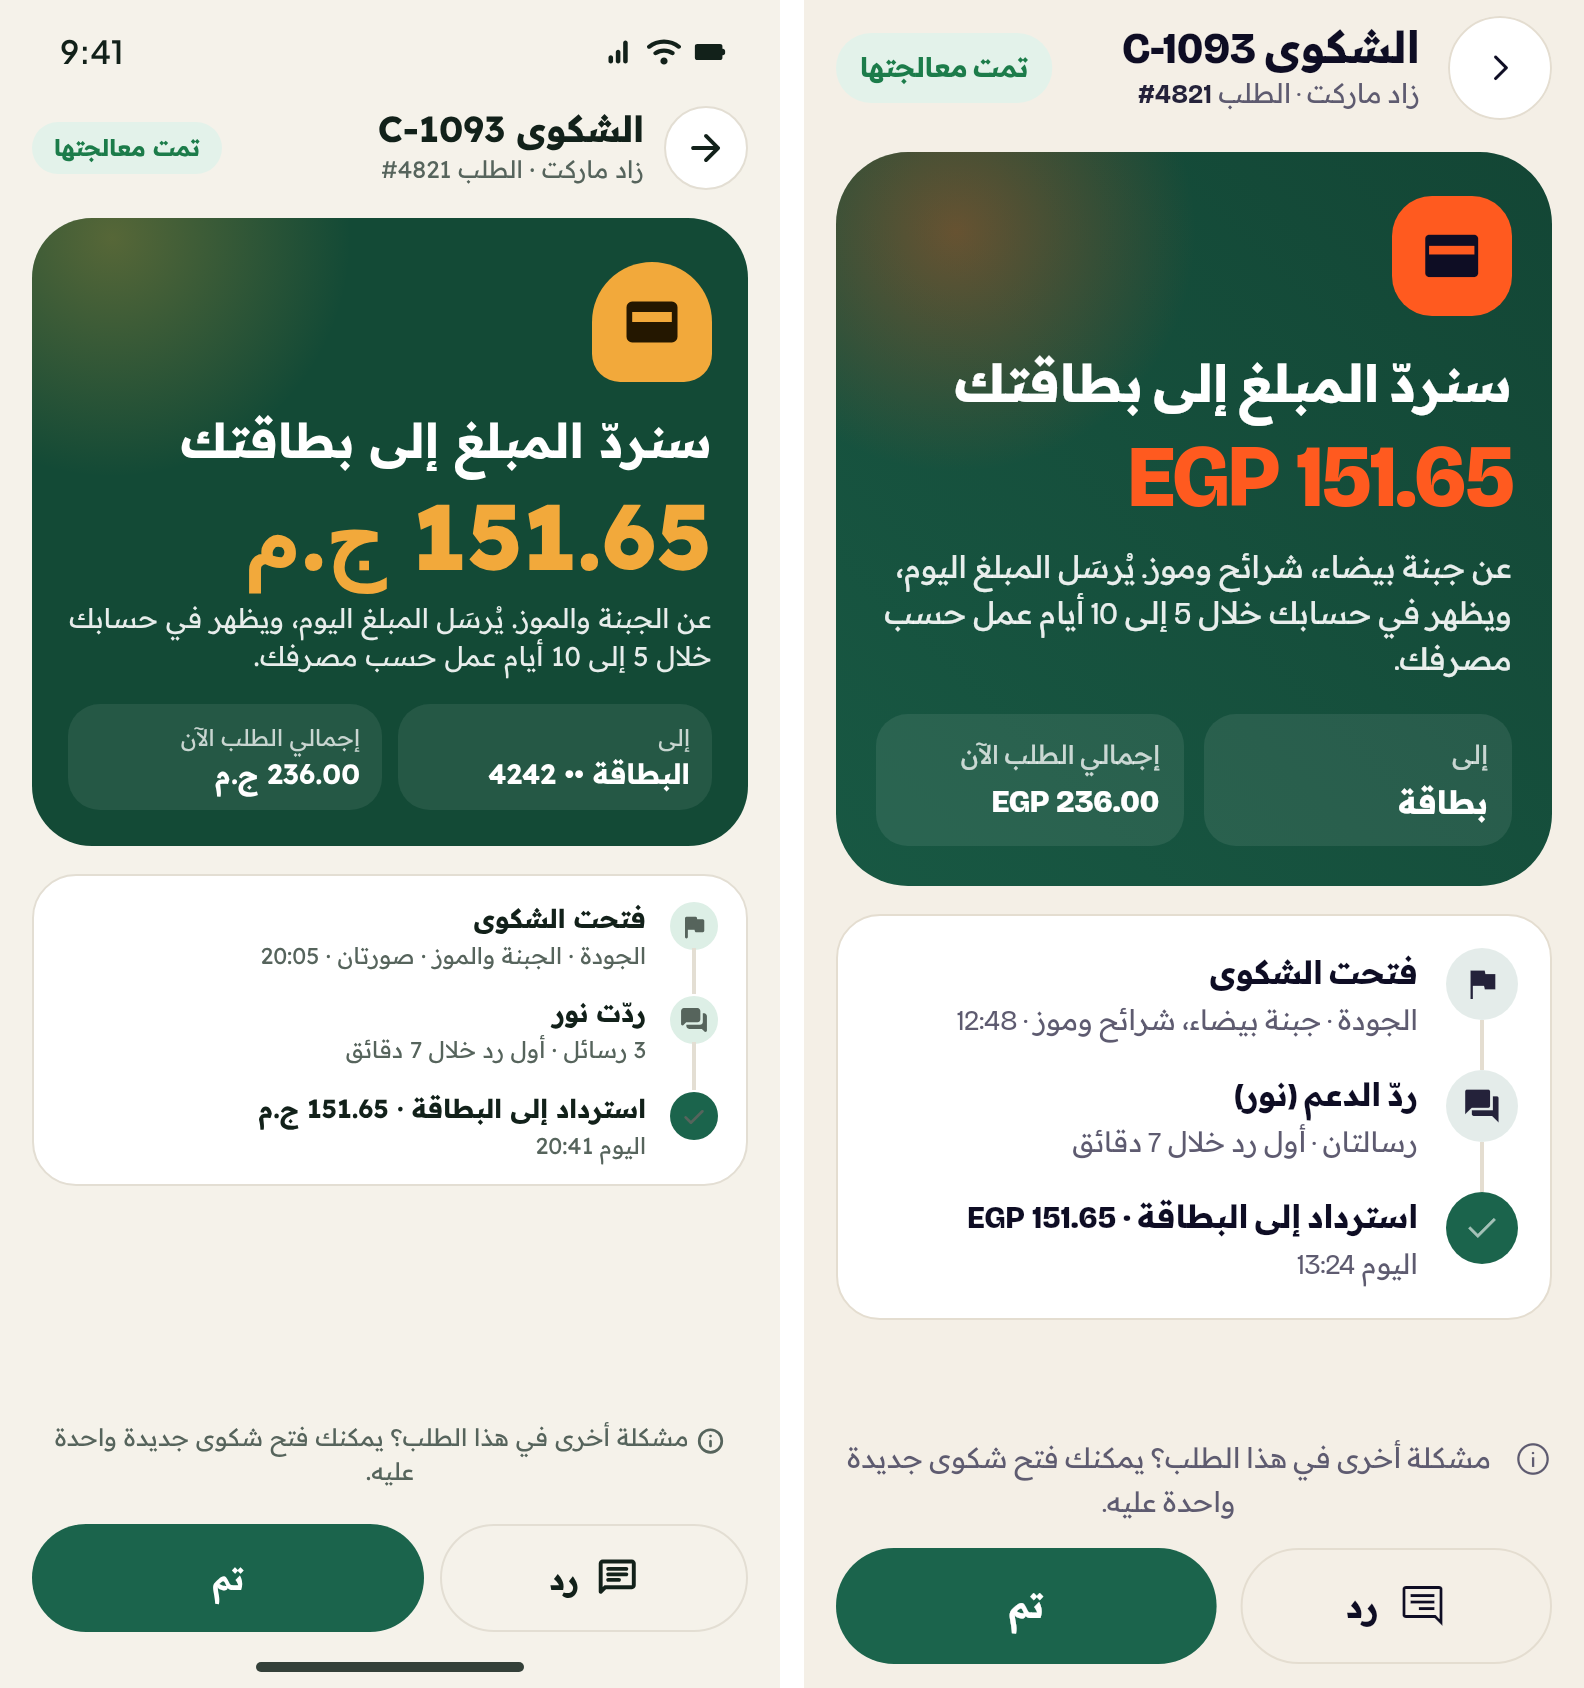 9:41
الشكوى C-1093
زاد ماركت · الطلب 4821#
تمت معالجتها
سنردّ المبلغ إلى بطاقتك
151.65 ج.م
عن الجبنة والموز. يُرسَل المبلغ اليوم، ويظهر في حسابك
خلال 5 إلى 10 أيام عمل حسب مصرفك.
إلى
البطاقة •• 4242
إجمالي الطلب الآن
236.00 ج.م
فتحت الشكوى
الجودة · الجبنة والموز · صورتان · 20:05
ردّت نور
3 رسائل · أول رد خلال 7 دقائق
استرداد إلى البطاقة · 151.65 ج.م
اليوم 20:41
مشكلة أخرى في هذا الطلب؟ يمكنك فتح شكوى جديدة واحدة
عليه.
رد
تم
الشكوى C-1093
زاد ماركت · الطلب #4821
تمت معالجتها
سنردّ المبلغ إلى بطاقتك
EGP 151.65
عن جبنة بيضاء، شرائح وموز. يُرسَل المبلغ اليوم،
ويظهر في حسابك خلال 5 إلى 10 أيام عمل حسب
مصرفك.
إلى
بطاقة
إجمالي الطلب الآن
EGP 236.00
فتحت الشكوى
الجودة · جبنة بيضاء، شرائح وموز · 12:48
ردّ الدعم (نور)
رسالتان · أول رد خلال 7 دقائق
استرداد إلى البطاقة · EGP 151.65
اليوم 13:24
مشكلة أخرى في هذا الطلب؟ يمكنك فتح شكوى جديدة
واحدة عليه.
رد
تم